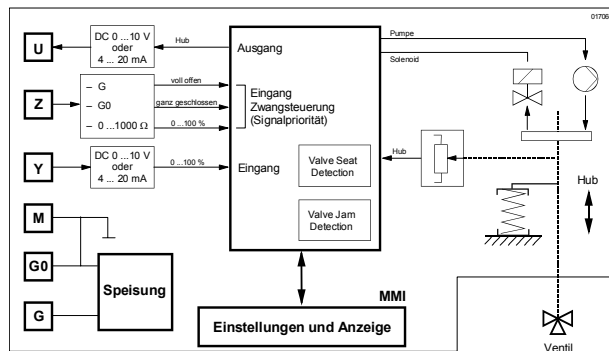 01706
U
DC 0 ...10 V
oder
4 ... 20 mA
Hub
Ausgang
Pumpe
Solenoid
Z
– G
– G0
– 0 ...1000 Ω
voll offen
ganz geschlossen
0 ...100 %
Eingang
Zwangsteuerung
(Signalpriorität)
Y
DC 0 ...10 V
oder
4 ... 20 mA
0 ...100 %
Eingang
Valve Seat
Detection
Valve Jam
Detection
Hub
Hub
M
G0
G
Speisung
MMI
Einstellungen und Anzeige
Ventil